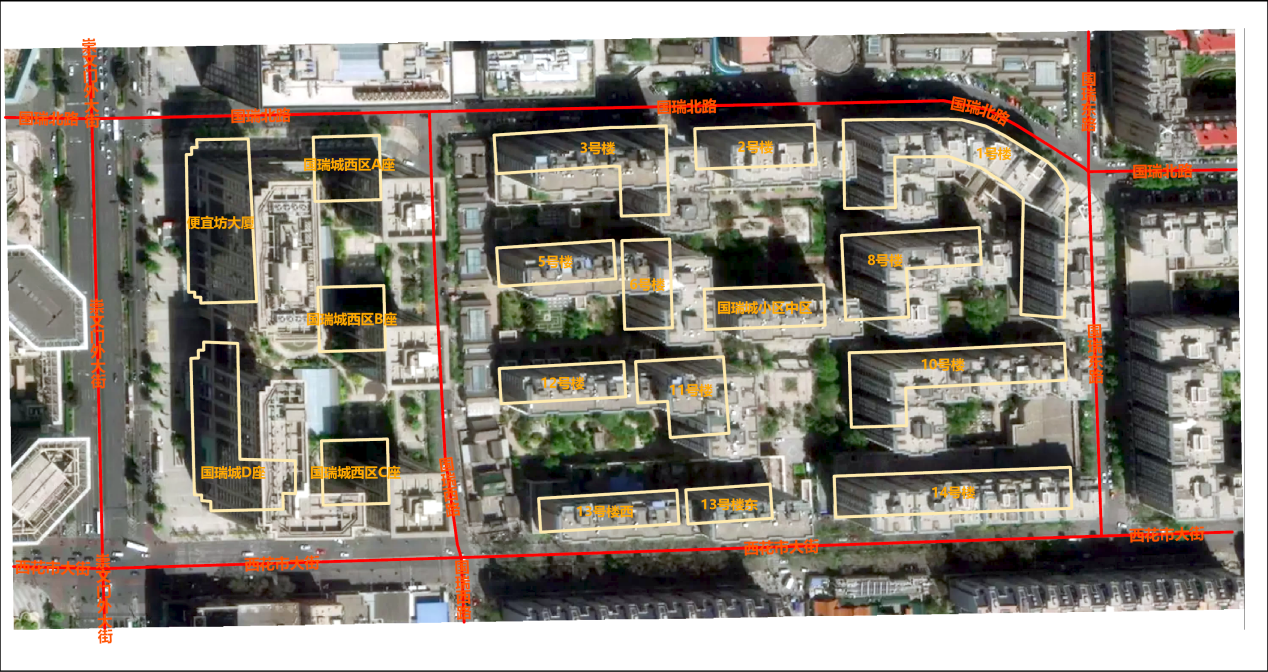 崇文门外大街
国瑞北路
国瑞北路
国瑞北路
国瑞北路
国瑞东路
国瑞北路
3号楼
2号楼
1号楼
国瑞城西区A座
便宜坊大厦
5号楼
6号楼
8号楼
国瑞城小区中区
国瑞城西区B座
崇文门外大街
国瑞东路
12号楼
11号楼
10号楼
国瑞城D座
国瑞城西区C座
13号楼东
14号楼
西花市大街
西花市大街
西花市大街
西花市大街
崇文门外大街